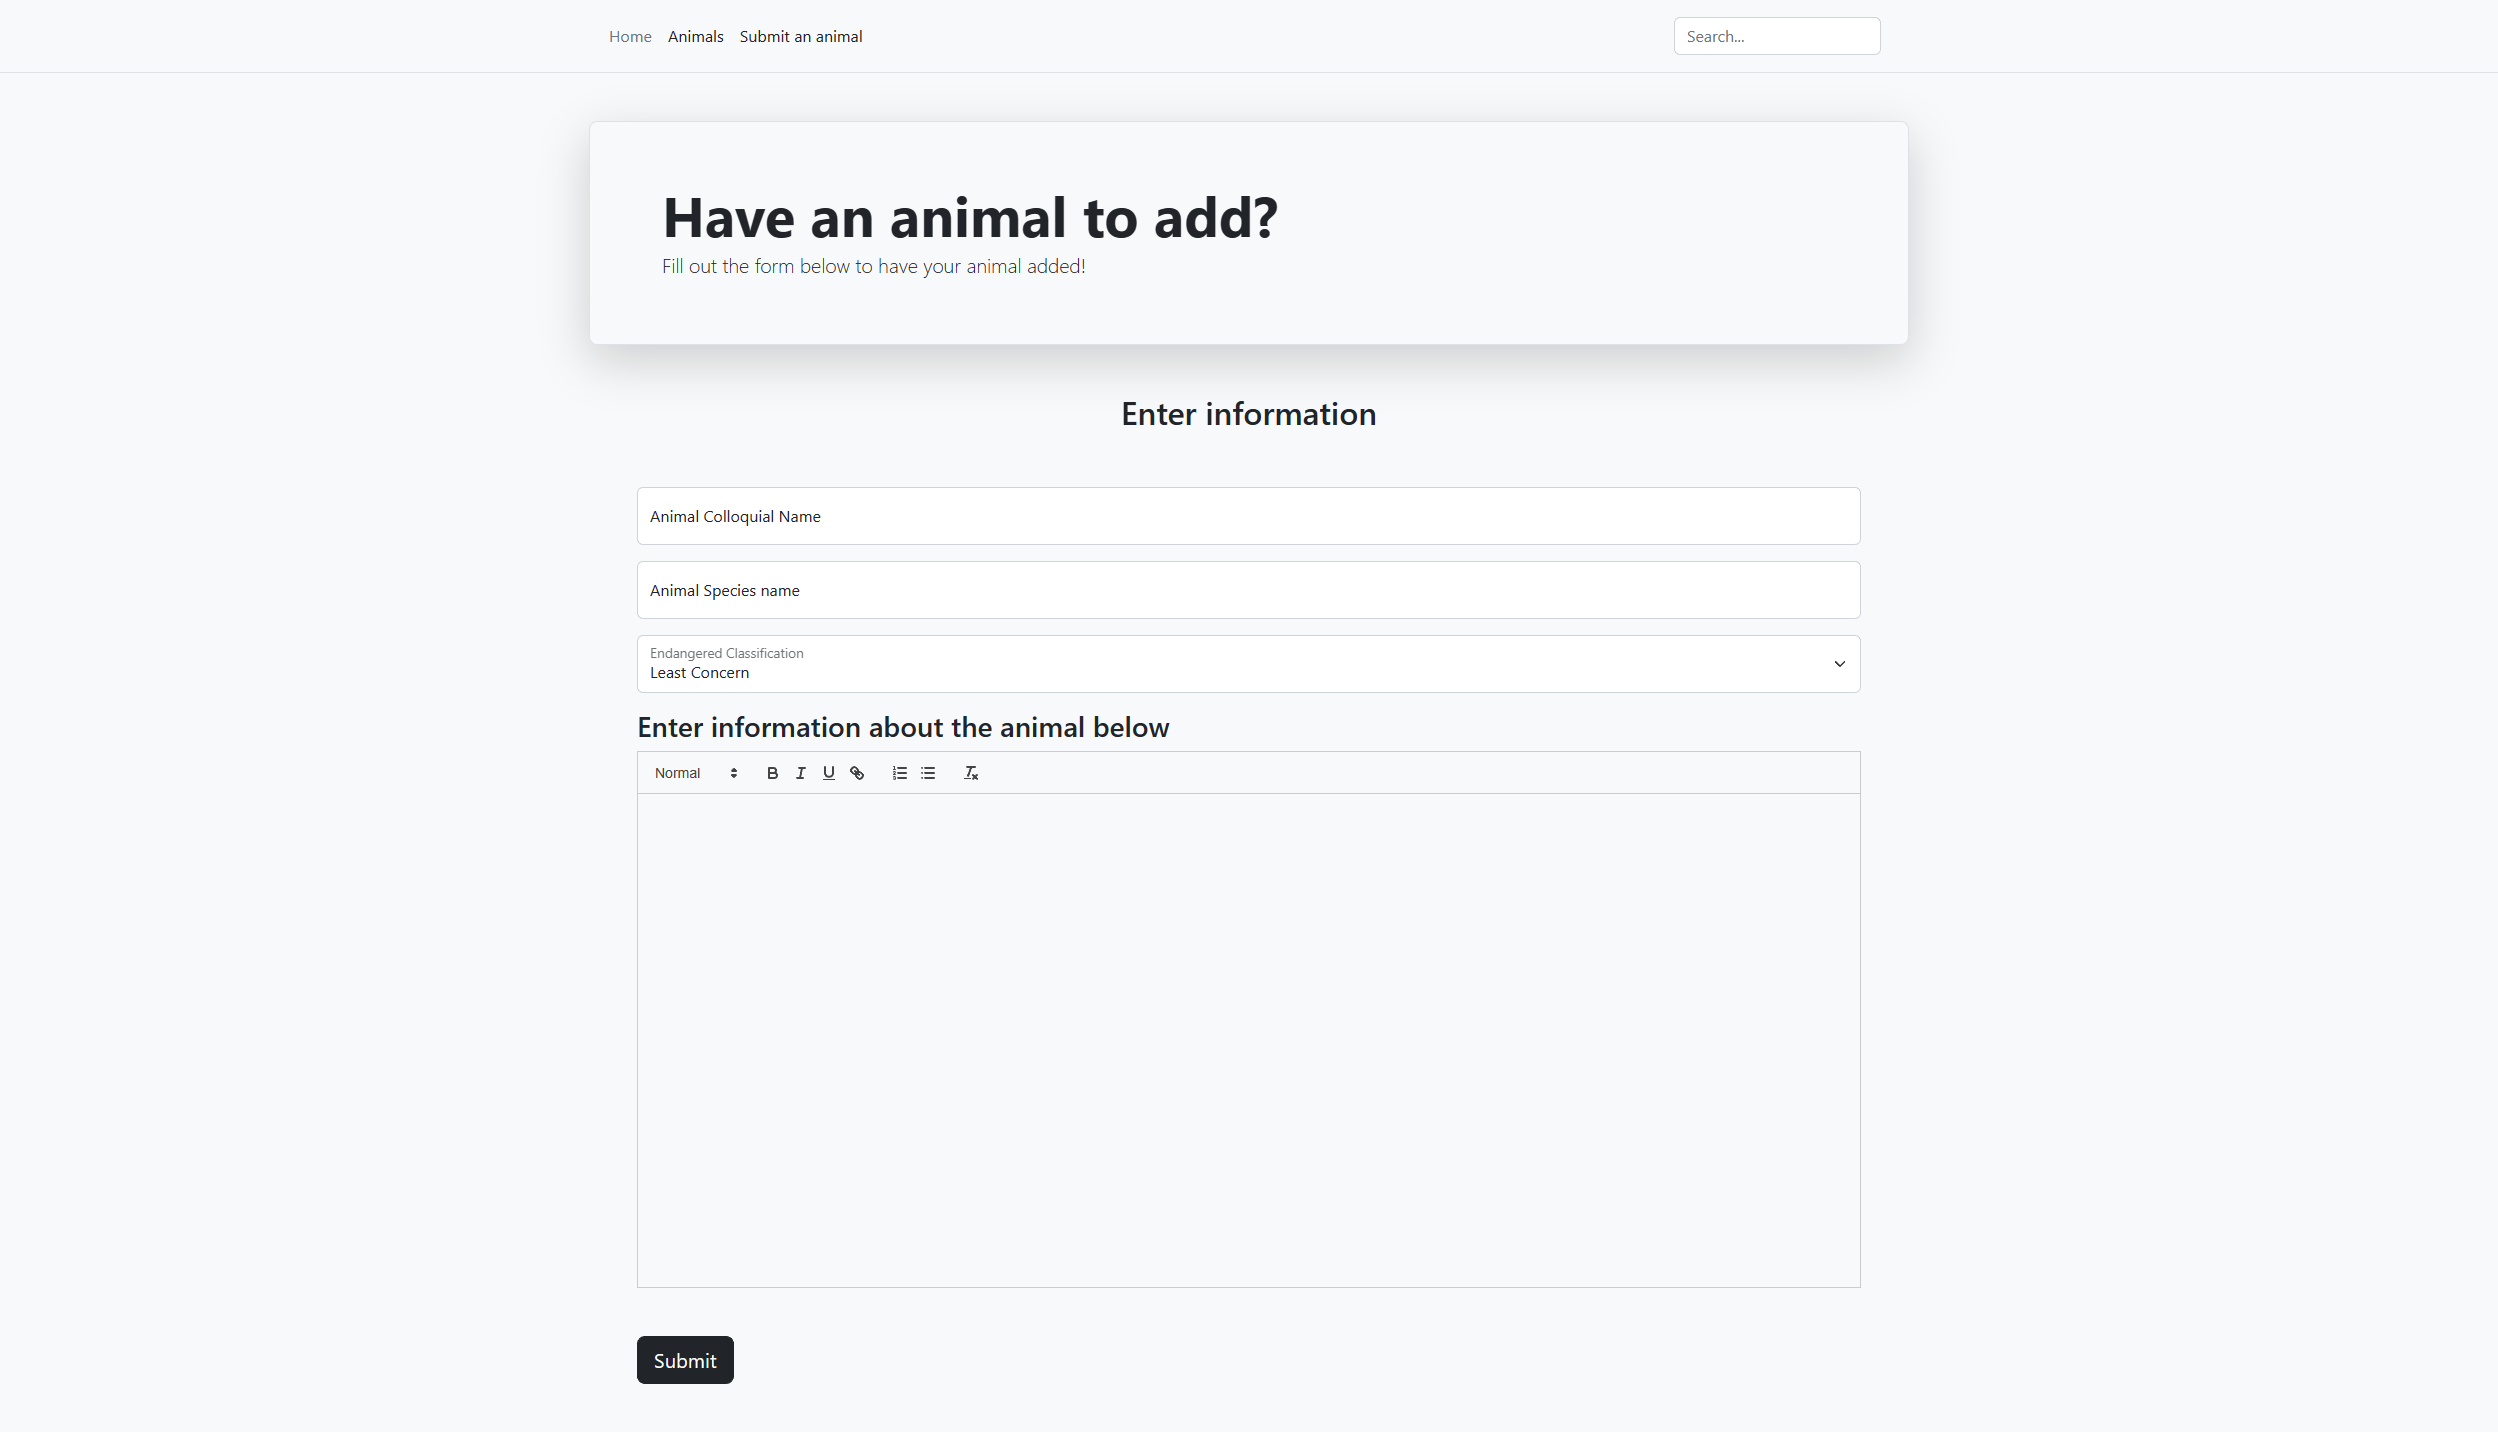 Home Animals Submit an animal Search...
Have an animal to add?
Fill out the form below to have your animal added!
Enter information
Animal Colloquial Name
Animal Species name
Endangered Classification
Least Concern
Enter information about the animal below
Normal
Submit